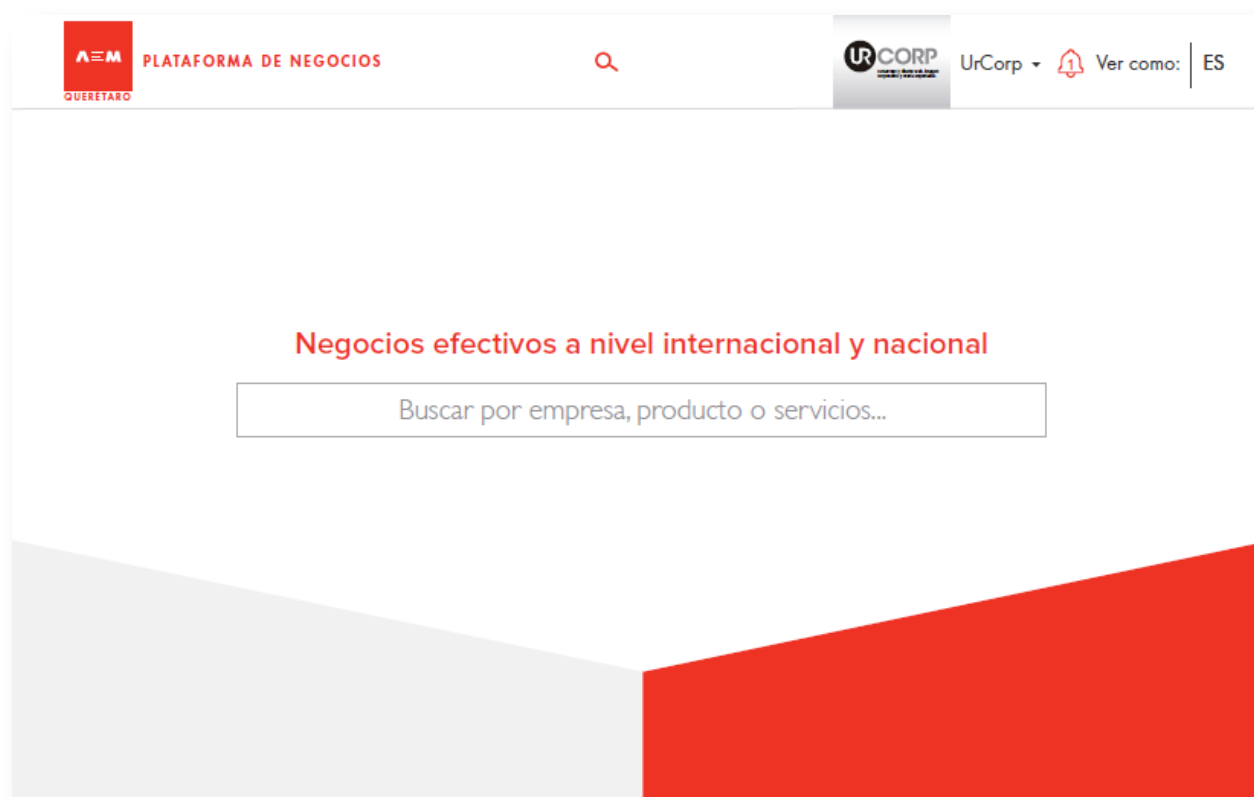 AEM
QUERETARO
PLATAFORMA DE NEGOCIOS
UR CORP
UrCorp
1
Ver como:
ES
Negocios efectivos a nivel internacional y nacional
Buscar por empresa, producto o servicios...